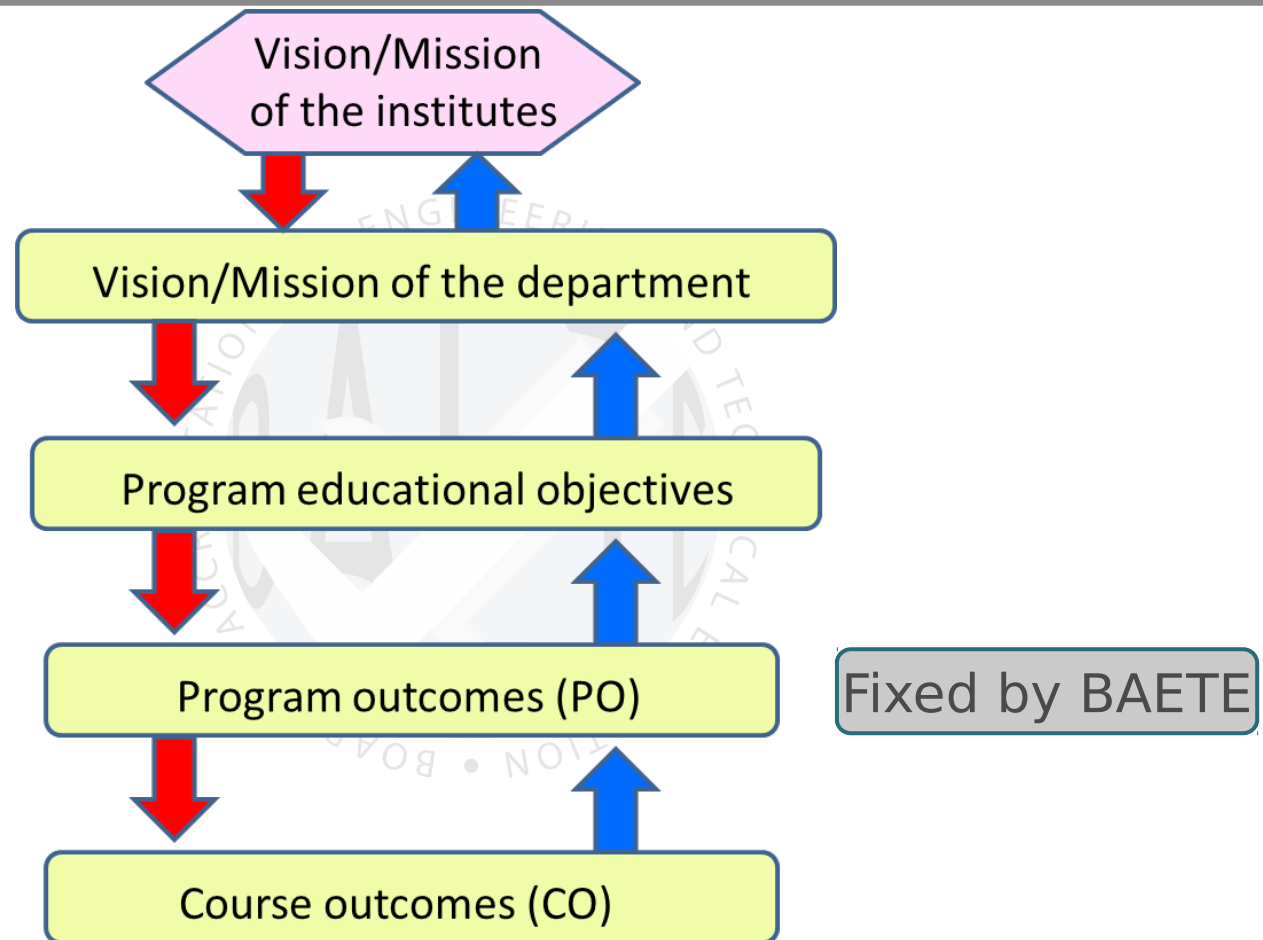 Vision/Mission
of the institutes
Vision/Mission of the department
Program educational objectives
Program outcomes (PO)
Fixed by BAETE
Course outcomes (CO)